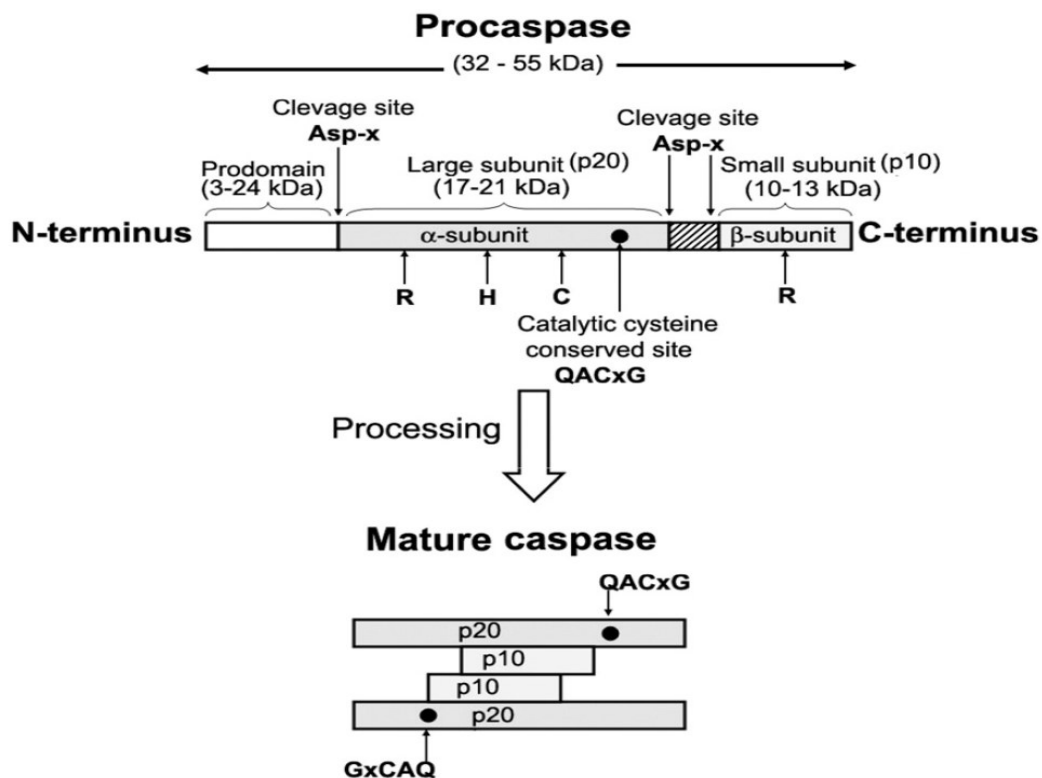 Procaspase
(32 - 55 kDa)
Clevage site
Asp-x
Clevage site
Asp-x
Prodomain
(3-24 kDa)
Large subunit (p20)
(17-21 kDa)
Small subunit (p10)
(10-13 kDa)
N-terminus
α-subunit
β-subunit
C-terminus
R
H
C
R
Catalytic cysteine
conserved site
QACxG
Processing
Mature caspase
QACxG
p20
p10
p10
p20
GxCAQ